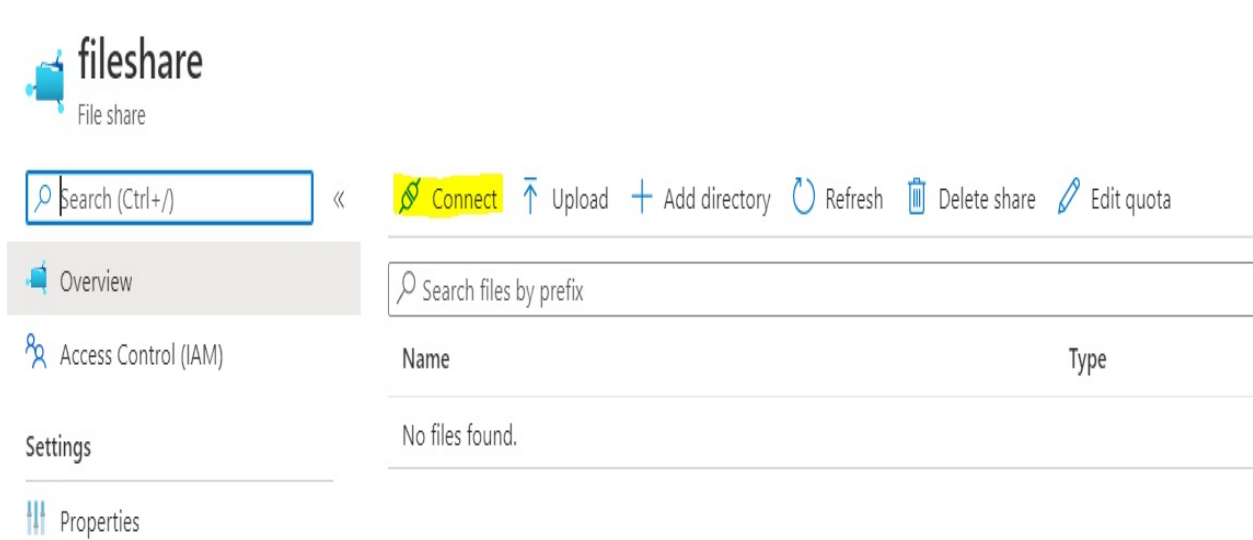 fileshare
File share
Search (Ctrl+/)
«
Connect Upload Add directory Refresh Delete share Edit quota
Overview
Search files by prefix
Access Control (IAM)
Name Type
Settings
No files found.
Properties